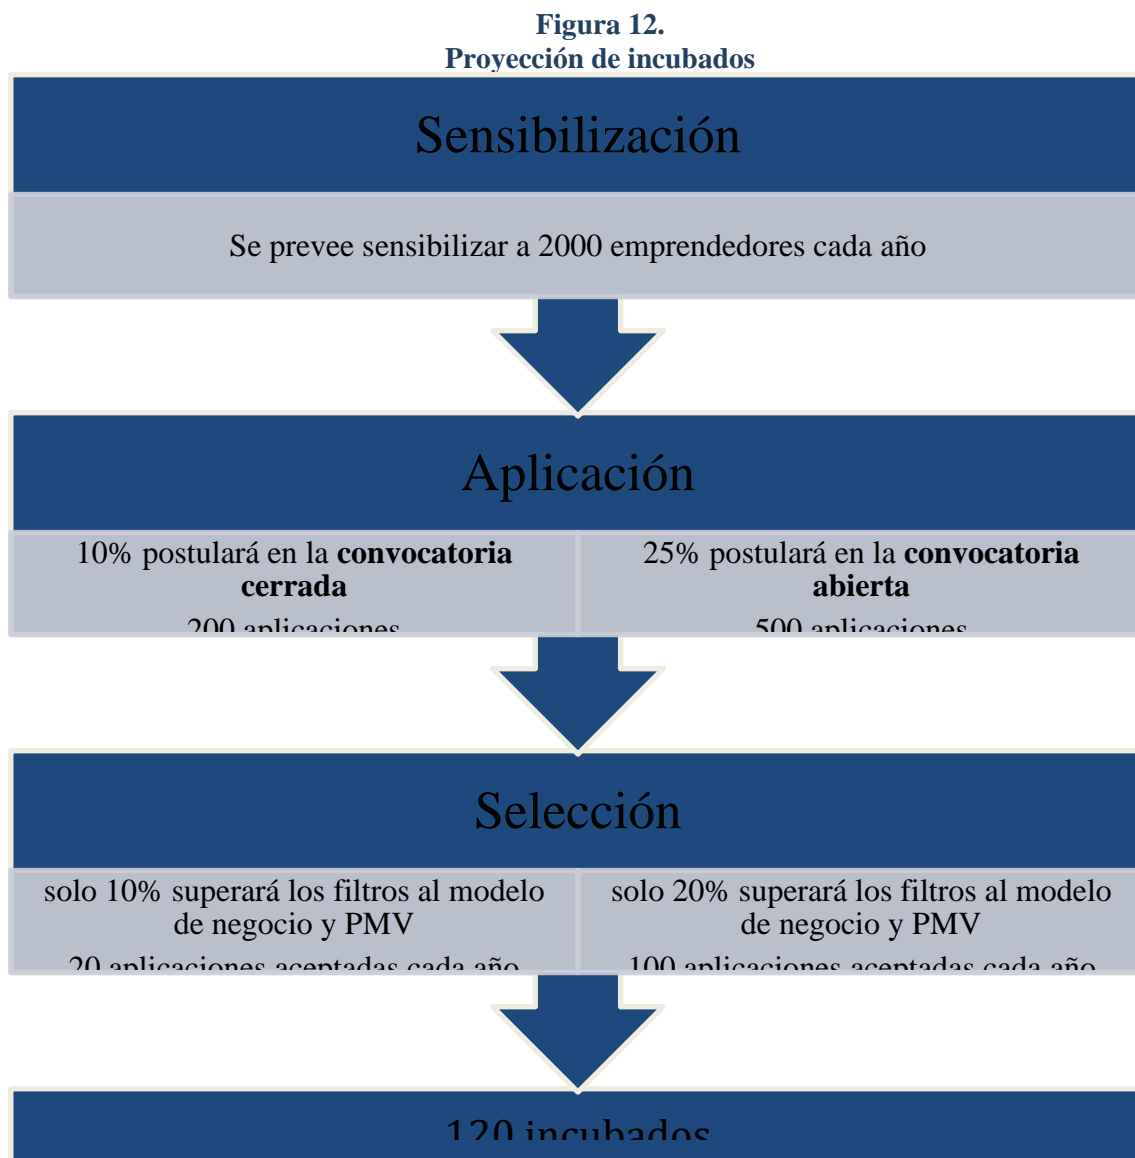 Figura 12.
Proyección de incubados
Sensibilización
Se prevee sensibilizar a 2000 emprendedores cada año
Aplicación
10% postulará en la convocatoria
cerrada
200 aplicaciones
25% postulará en la convocatoria
abierta
500 aplicaciones
Selección
solo 10% superará los filtros al modelo
de negocio y PMV
20 aplicaciones aceptadas cada año
solo 20% superará los filtros al modelo
de negocio y PMV
100 aplicaciones aceptadas cada año
120 incubados